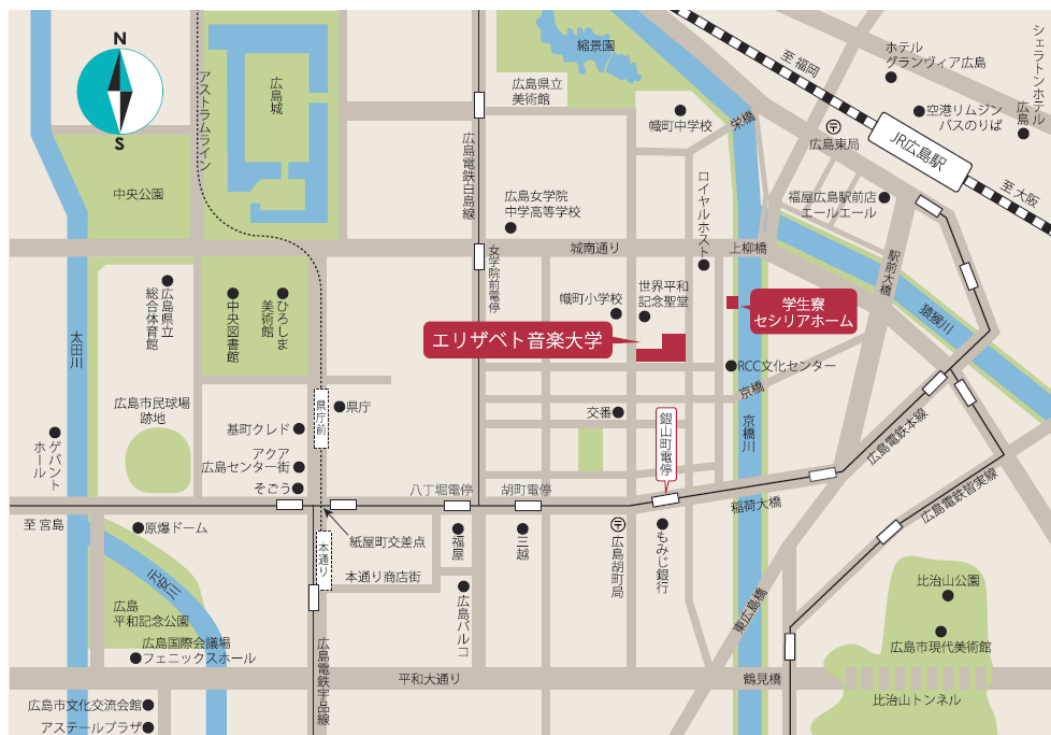 N
S
アストラムライン
広島城
中央公園
太田川
広島県立
総合体育館
中央図書館
ひろしま
美術館
広島市民球場
跡地
ゲバント
ホール
基町クレド
アクア
広島センター街
そごう
県庁前
県庁
至 宮島
原爆ドーム
元安川
広島
平和記念公園
広島国際会議場
フェニックスホール
広島市文化交流会館
アステールプラザ
紙屋町交差点
本通り
本通り商店街
広島電鉄宇品線
平和大通り
八丁堀電停
胡町電停
福屋
三越
広島パルコ
広島電鉄白島線
女学院前電停
縮景園
広島県立
美術館
幟町中学校
栄橋
広島女学院
中学高等学校
城南通り
ロイヤルホスト
上柳橋
幟町小学校
世界平和
記念聖堂
エリザベト音楽大学
学生寮
セシリアホーム
RCC文化センター
京橋
京橋川
交番
銀山町電停
〒
広島胡町局
もみじ銀行
稲荷大橋
広島電鉄本線
広島電鉄皆実線
東広島橋
鶴見橋
比治山公園
広島市現代美術館
比治山トンネル
至 福岡
ホテル
グランヴィア広島
シェラトンホテル
広島
空港リムジン
バスのりば
〒
広島東局
JR広島駅
至 大阪
福屋広島駅前店
エールエール
駅前大橋
猿猴川